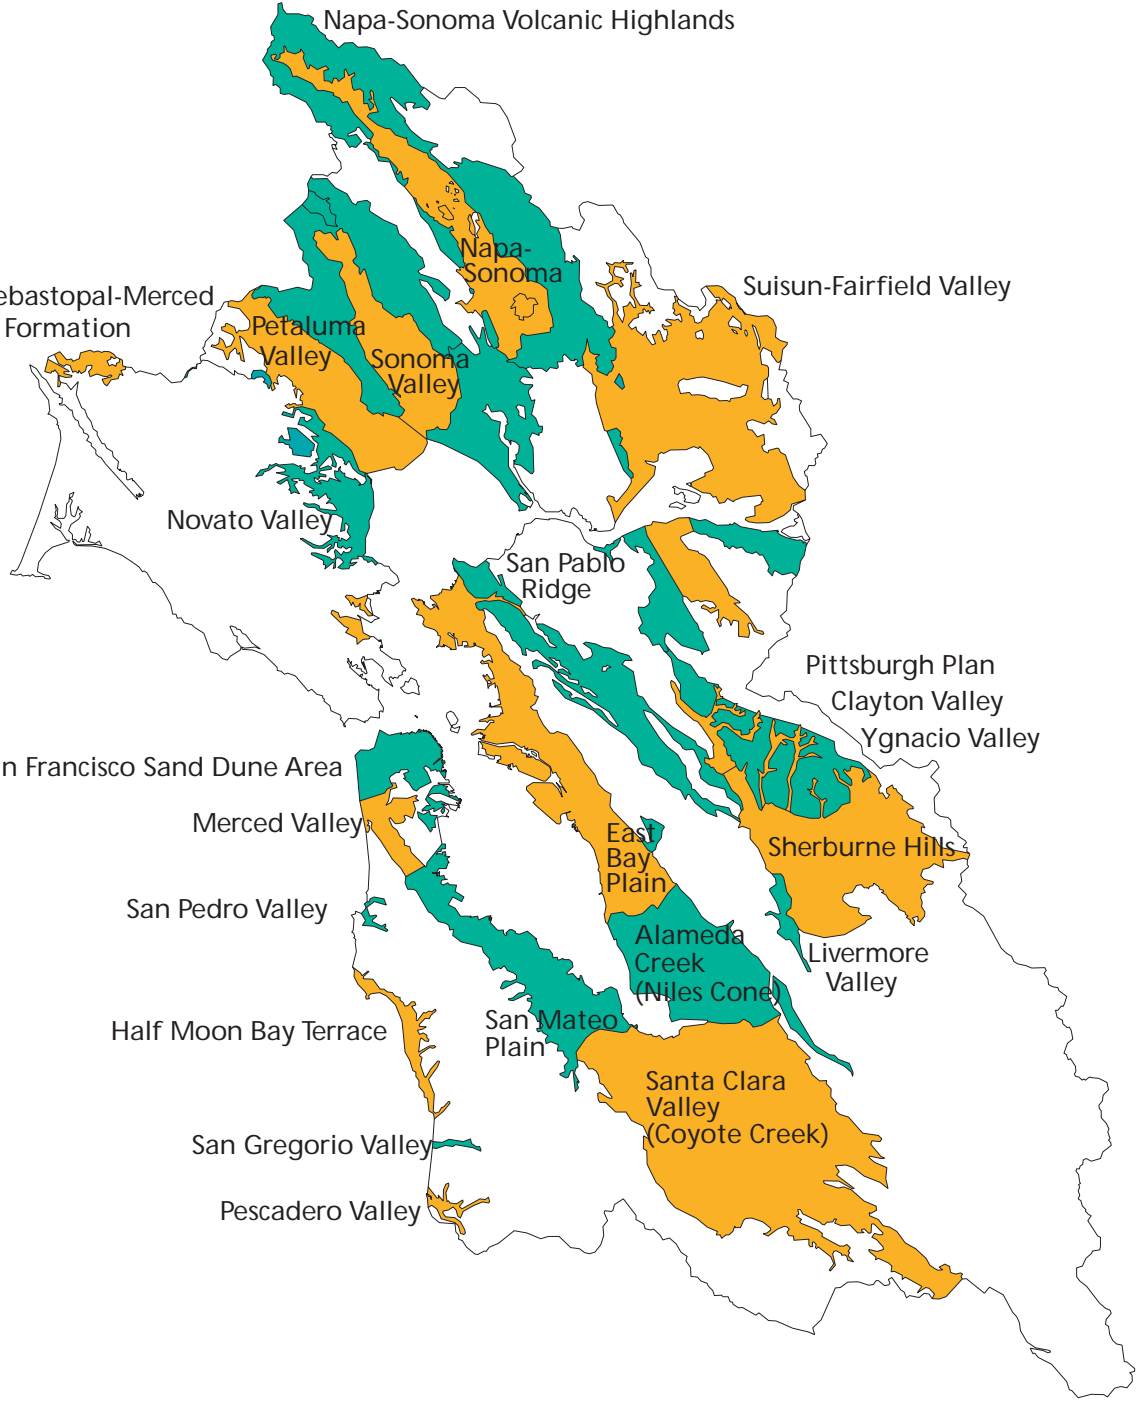 Napa-Sonoma Volcanic Highlands
Napa-
Sonoma
Suisun-Fairfield Valley
ebastopal-Merced
Formation
Petaluma
Valley
Sonoma
Valley
Novato Valley
San Pablo
Ridge
Pittsburgh Plan
Clayton Valley
Ygnacio Valley
n Francisco Sand Dune Area
Merced Valley
East
Bay
Plain
Sherburne Hills
San Pedro Valley
Alameda
Creek
(Niles Cone)
Livermore
Valley
Half Moon Bay Terrace
San Mateo
Plain
Santa Clara
Valley
(Coyote Creek)
San Gregorio Valley
Pescadero Valley